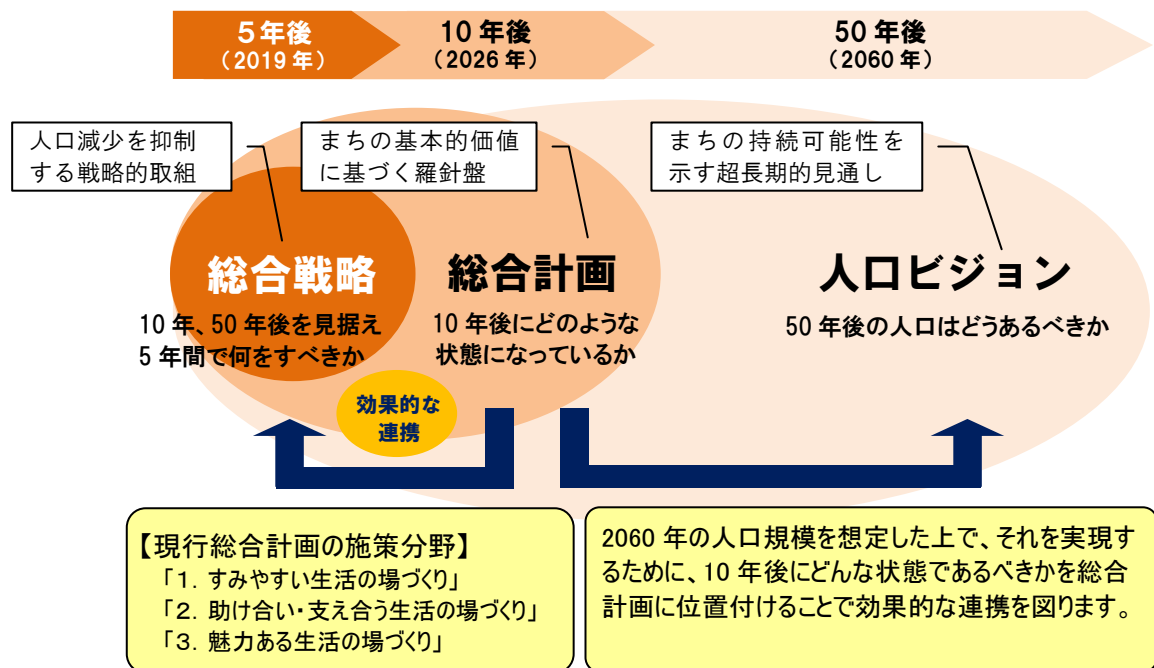 5年後
（2019年）
10年後
（2026年）
50年後
（2060年）
人口減少を抑制
する戦略的取組
まちの基本的価値
に基づく羅針盤
まちの持続可能性を
示す超長期的見通し
総合戦略
10年、50年後を見据え
5年間で何をすべきか
総合計画
10年後にどのような
状態になっているか
人口ビジョン
50年後の人口はどうあるべきか
効果的な
連携
【現行総合計画の施策分野】
「1．すみやすい生活の場づくり」
「2．助け合い・支え合う生活の場づくり」
「3．魅力ある生活の場づくり」
2060年の人口規模を想定した上で、それを実現す
るために、10年後にどんな状態であるべきかを総合
計画に位置付けることで効果的な連携を図ります。